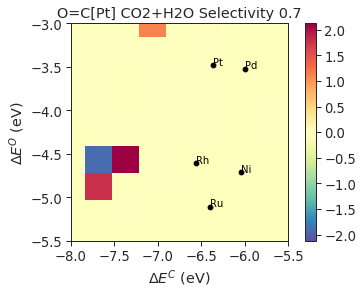 O=C[Pt] CO2+H2O Selectivity 0.7
−3.0
−3.5
−4.0
−4.5
−5.0
−5.5
ΔE^O (eV)
Pt
Pd
Rh
Ni
Ru
−8.0 −7.5 −7.0 −6.5 −6.0 −5.5
ΔE^C (eV)
2.0
1.5
1.0
0.5
0.0
−0.5
−1.0
−1.5
−2.0